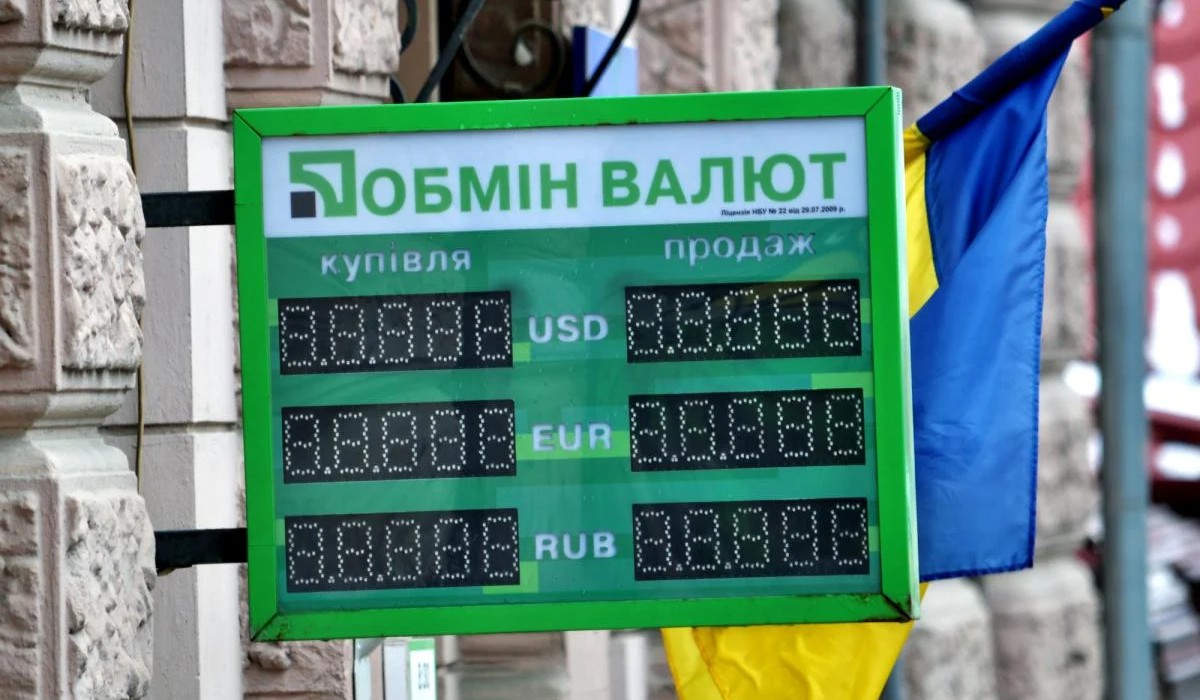 ОБМІН ВАЛЮТ
Ліцензія НБУ № 22 від 29.07.2009 р.
купівля продаж
USD
EUR
RUB